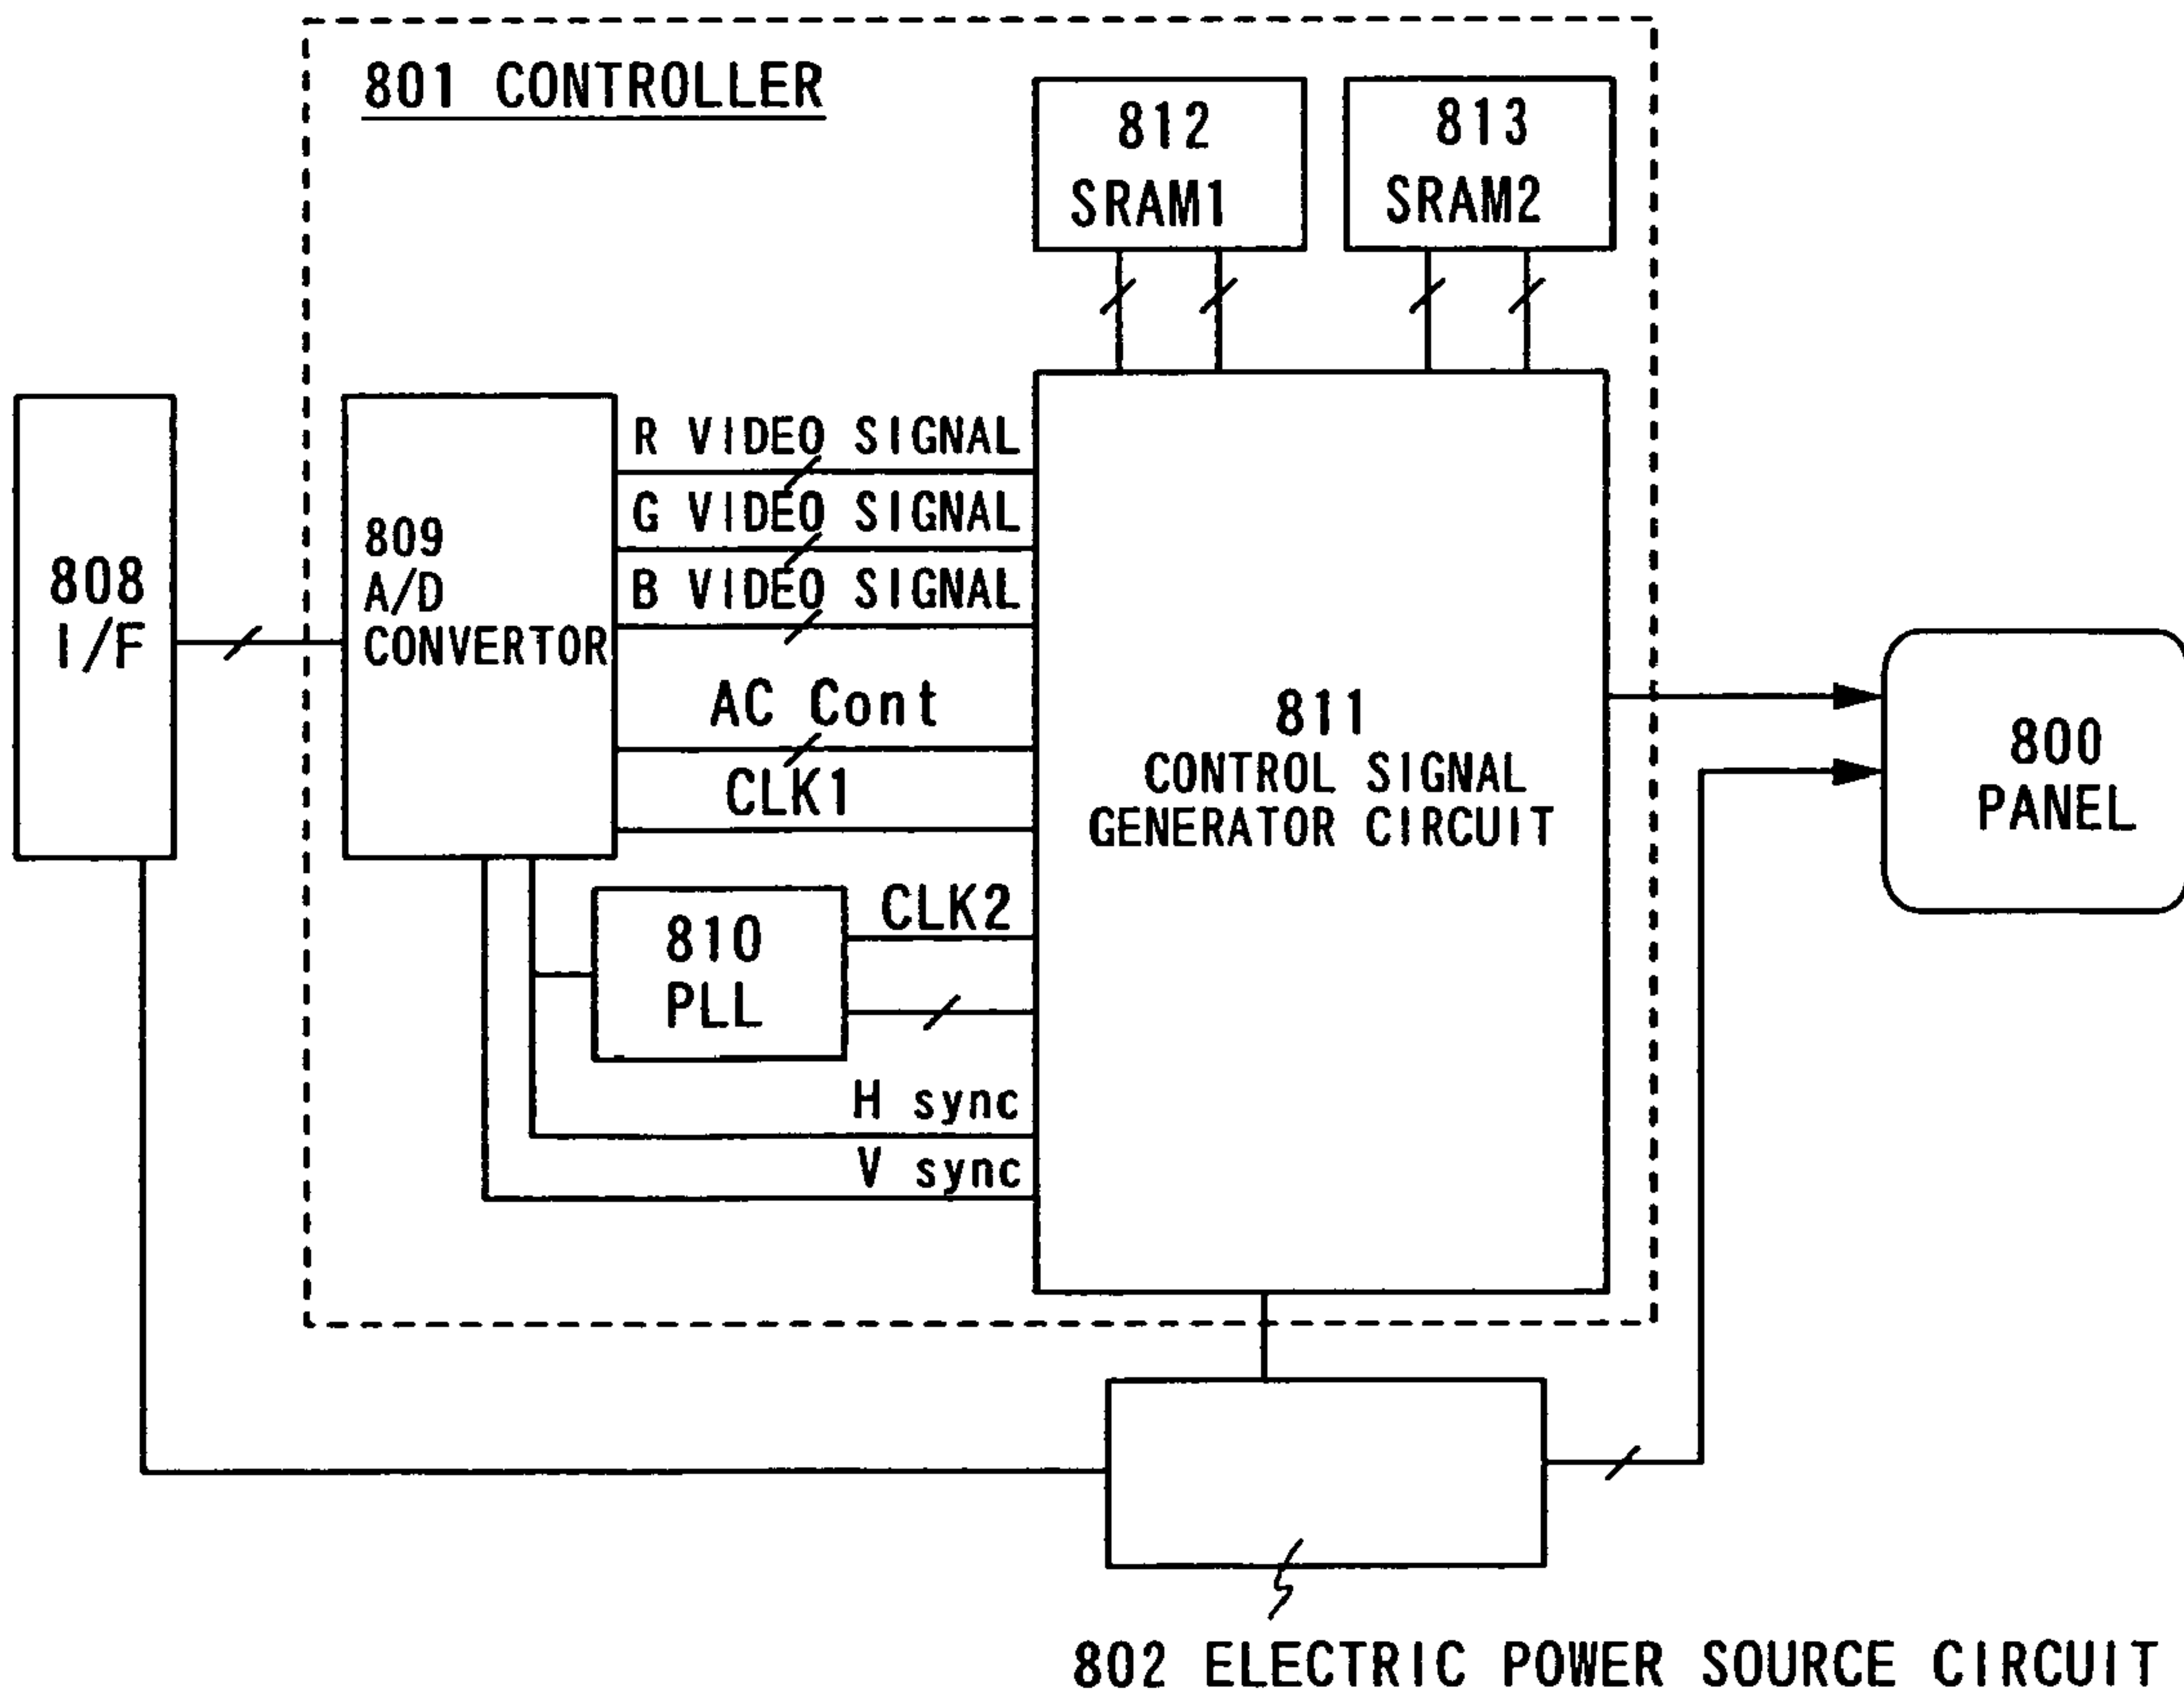 801 CONTROLLER
812
SRAM1
813
SRAM2
808
I/F
809
A/D
CONVERTOR
R VIDEO SIGNAL
G VIDEO SIGNAL
B VIDEO SIGNAL
AC Cont
CLK1
810
PLL
CLK2
H sync
V sync
811
CONTROL SIGNAL
GENERATOR CIRCUIT
800
PANEL
802 ELECTRIC POWER SOURCE CIRCUIT